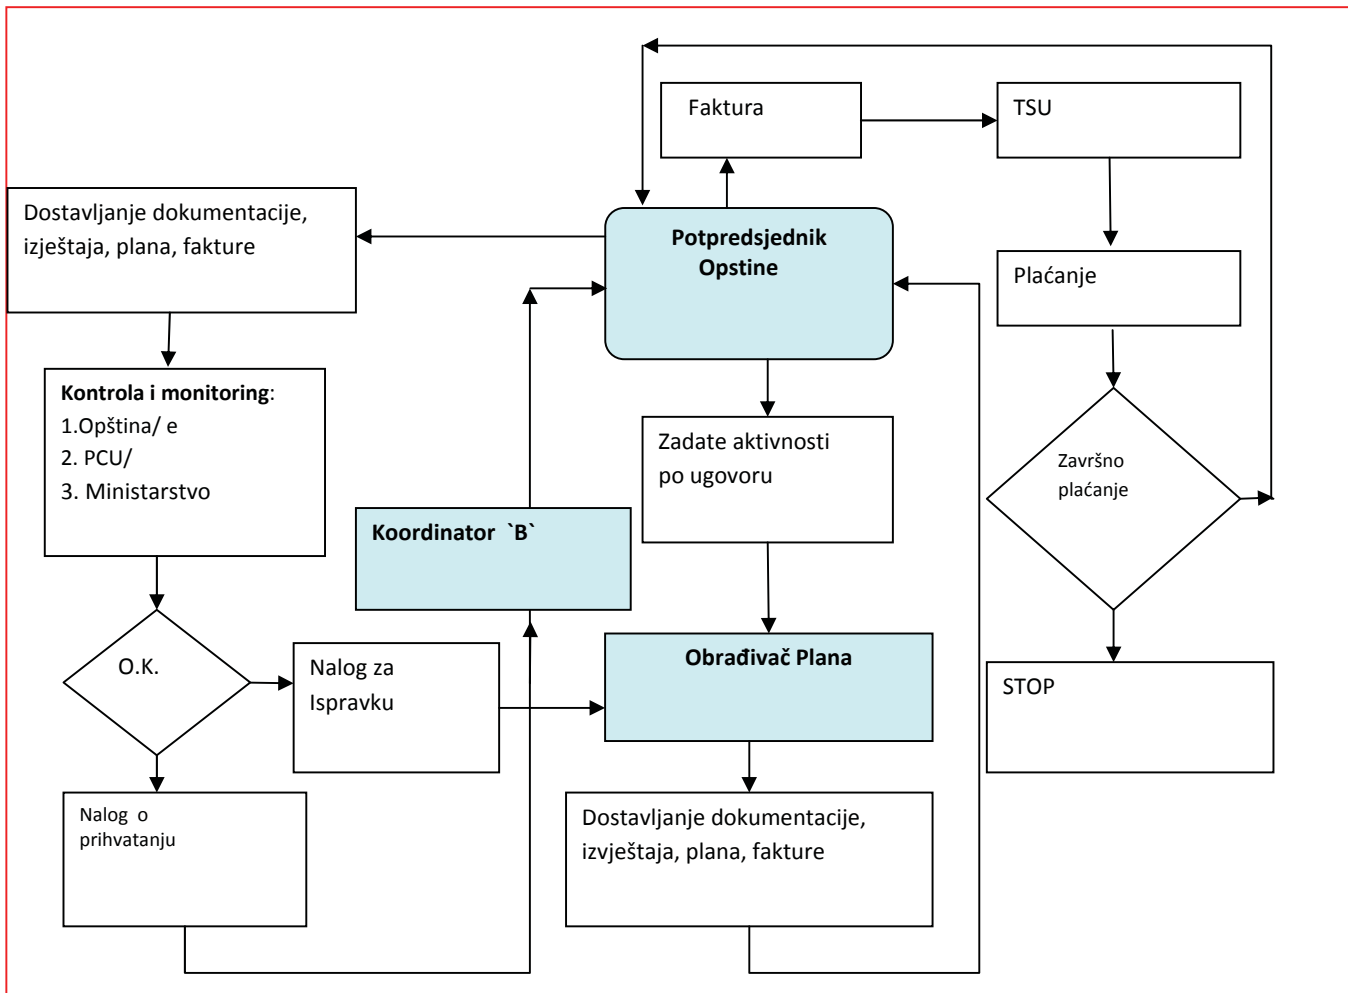 Faktura
TSU
Dostavljanje dokumentacije,
izještaja, plana, fakture
Potpredsjednik
Opstine
Plaćanje
Kontrola i monitoring:
1.Opština/ e
2. PCU/
3. Ministarstvo
Zadate aktivnosti
po ugovoru
Završno
plaćanje
Koordinator `B`
O.K.
Nalog za
Ispravku
Obrađivač Plana
STOP
Nalog o
prihvatanju
Dostavljanje dokumentacije,
izvještaja, plana, fakture